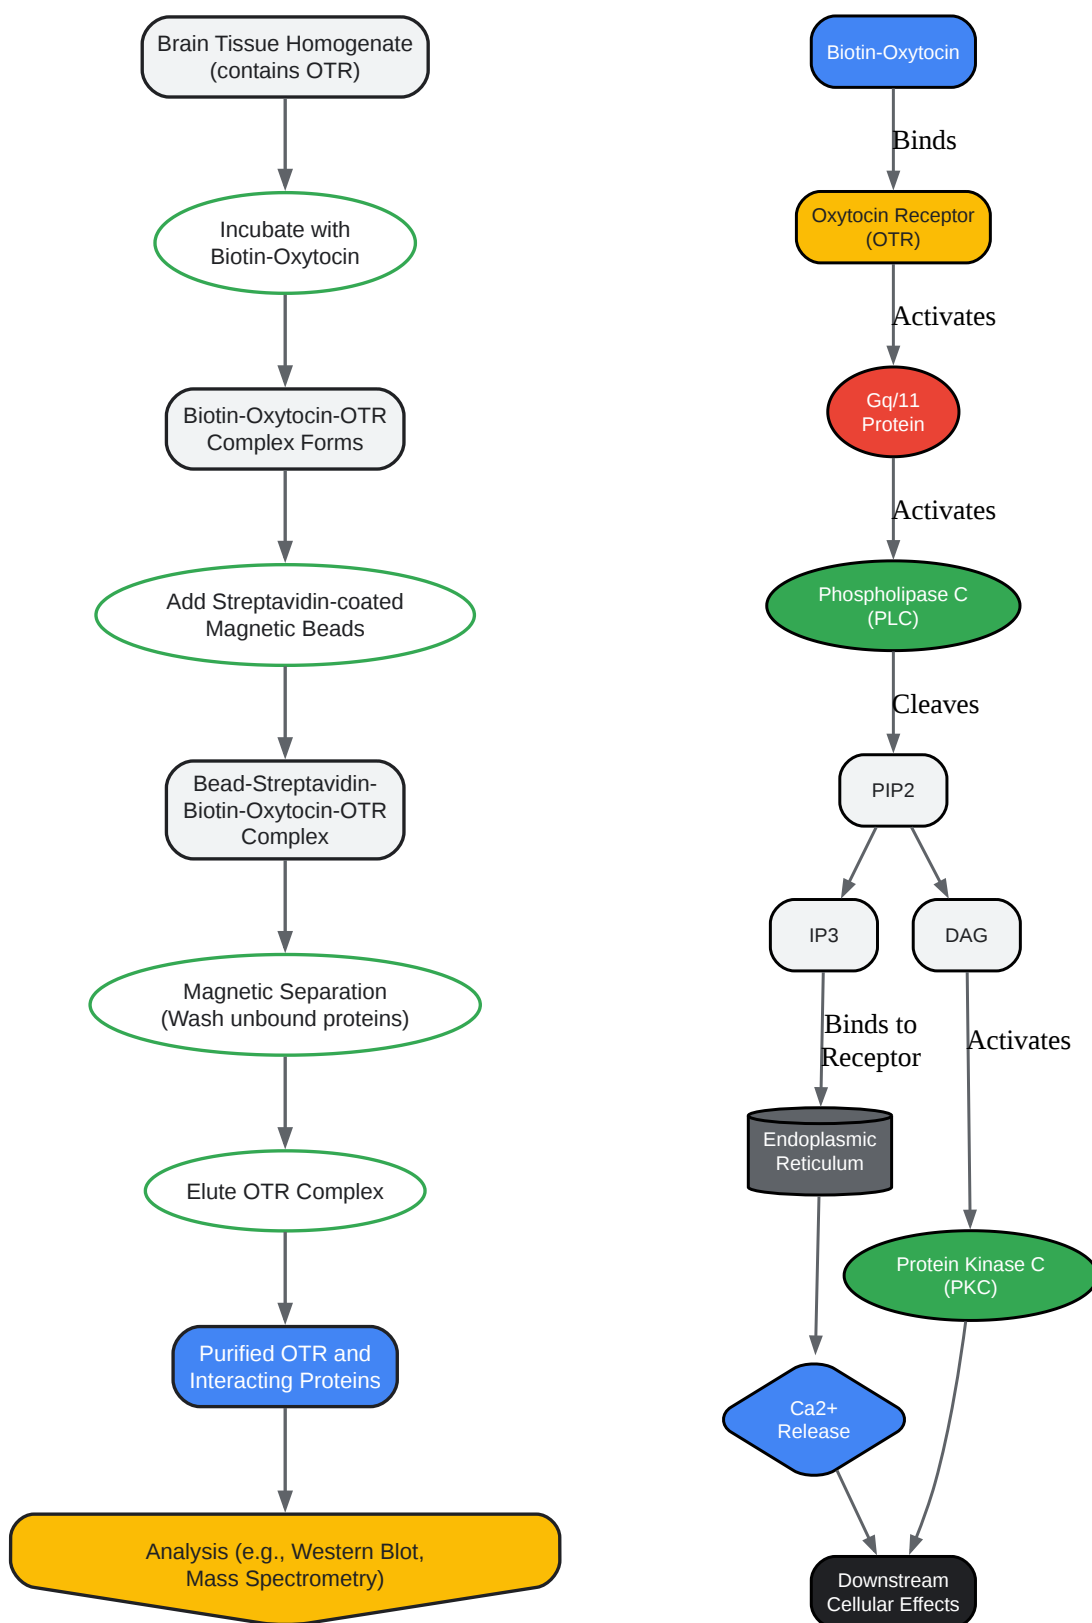 Brain Tissue Homogenate
(contains OTR)
Incubate with
Biotin-Oxytocin
Biotin-Oxytocin-OTR
Complex Forms
Add Streptavidin-coated
Magnetic Beads
Bead-Streptavidin-
Biotin-Oxytocin-OTR
Complex
Magnetic Separation
(Wash unbound proteins)
Elute OTR Complex
Purified OTR and
Interacting Proteins
Analysis (e.g., Western Blot,
Mass Spectrometry)
Biotin-Oxytocin
Binds
Oxytocin Receptor
(OTR)
Activates
Gq/11
Protein
Activates
Phospholipase C
(PLC)
Cleaves
PIP2
IP3
DAG
Binds to
Receptor
Activates
Endoplasmic
Reticulum
Protein Kinase C
(PKC)
Ca2+
Release
Downstream
Cellular Effects